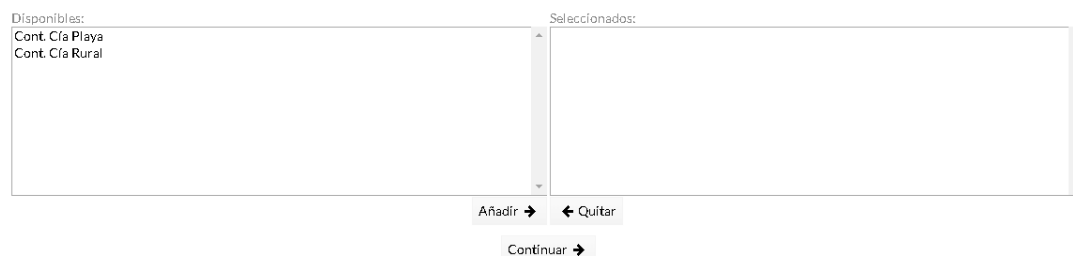 Disponibles:
Seleccionados:
Cont. Cía Playa
Cont. Cía Rural
Añadir →
← Quitar
Continuar →